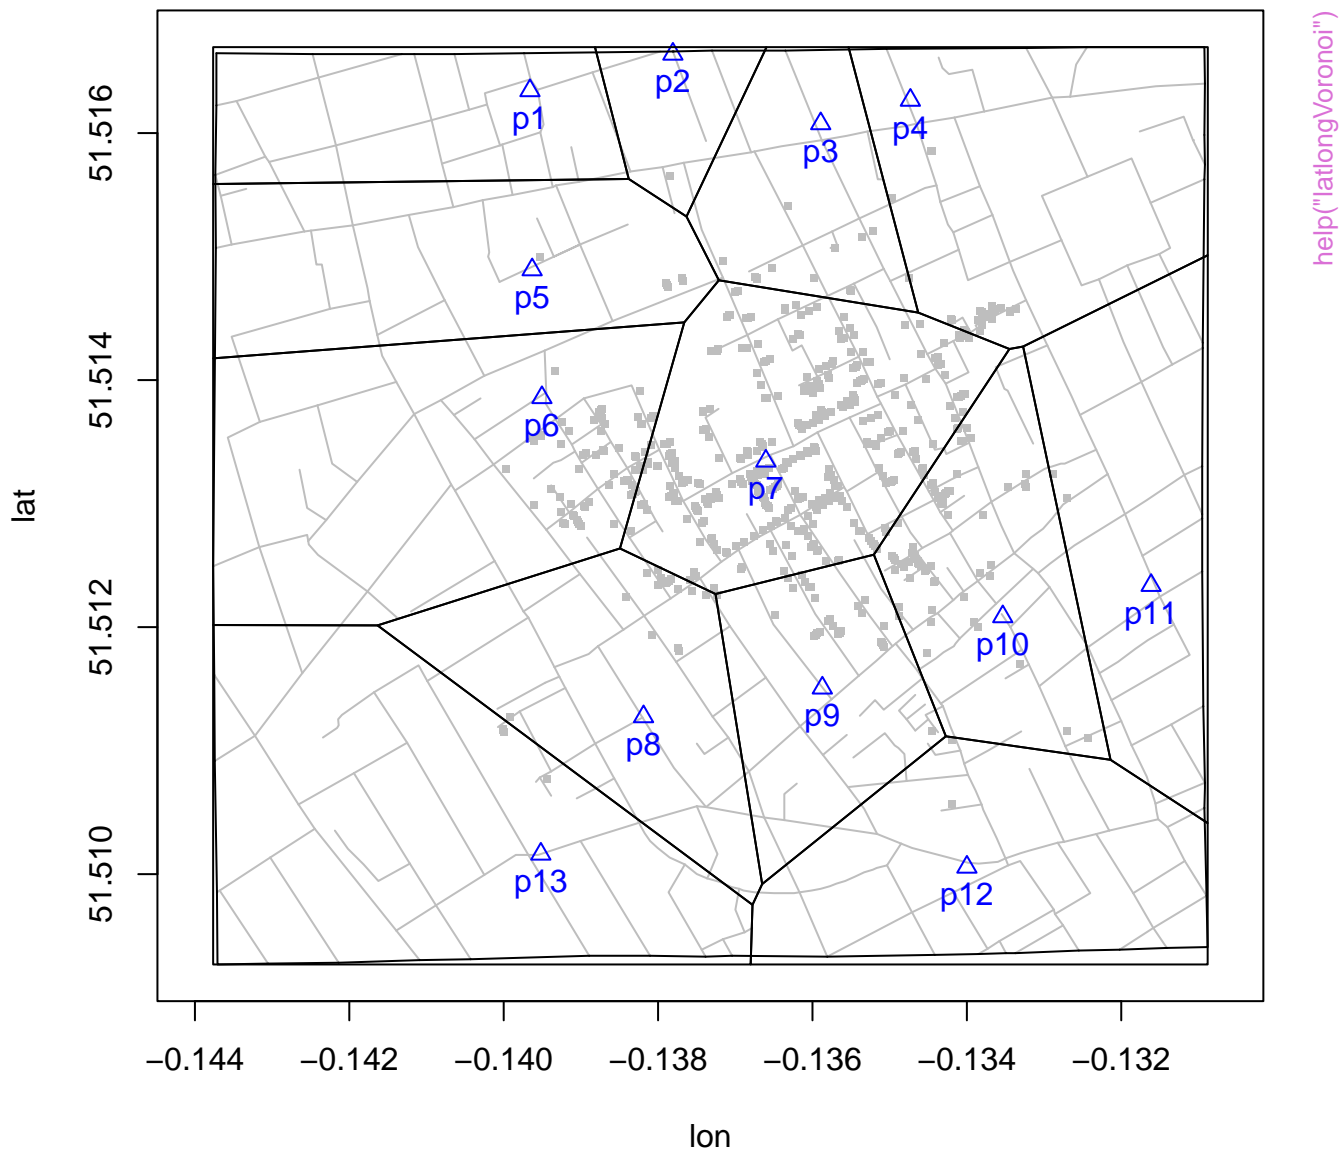 help("latlongVoronoi")
p1
p2
p3
p4
p5
p6
p7
p8
p9
p10
p11
p12
p13
51.516
51.514
51.512
51.510
lat
−0.144
−0.142
−0.140
−0.138
−0.136
−0.134
−0.132
lon